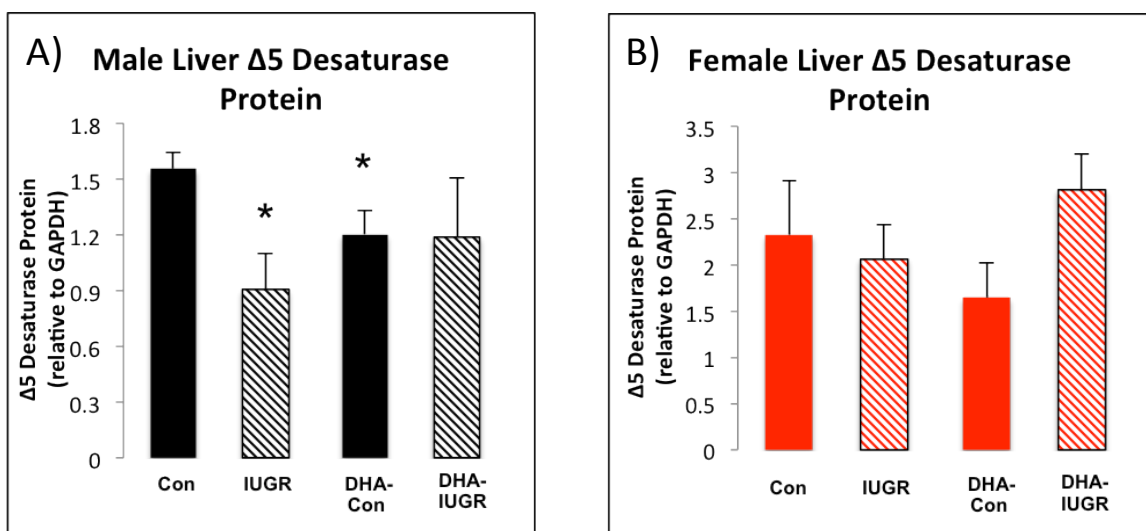 A)
Male Liver Δ5 Desaturase
Protein
Δ5 Desaturase Protein
(relative to GAPDH)
1.8
1.5
1.2
0.9
0.6
0.3
0
*
*
Con
IUGR
DHA-
Con
DHA-
IUGR
B)
Female Liver Δ5 Desaturase
Protein
Δ5 Desaturase Protein
(relative to GAPDH)
3.5
3
2.5
2
1.5
1
0.5
0
Con
IUGR
DHA-
Con
DHA-
IUGR